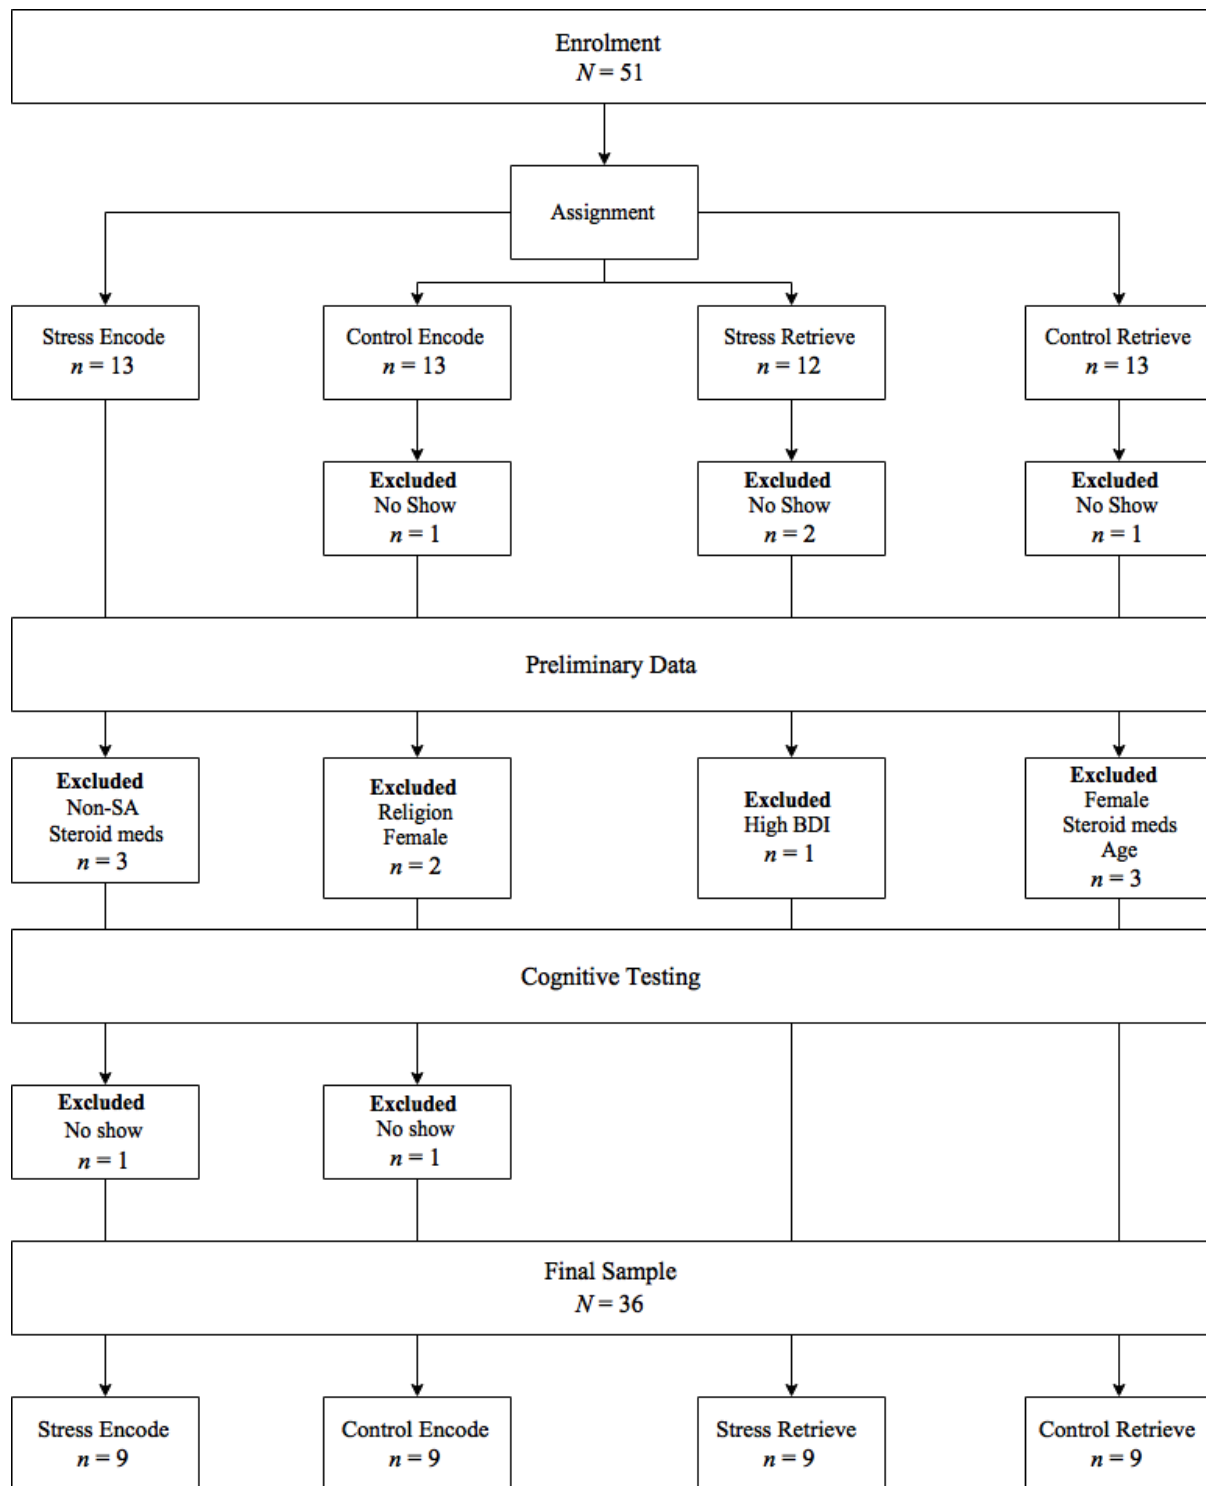 Enrolment
N = 51
Assignment
Stress Encode
n = 13
Control Encode
n = 13
Stress Retrieve
n = 12
Control Retrieve
n = 13
Excluded
No Show
n = 1
Excluded
No Show
n = 2
Excluded
No Show
n = 1
Preliminary Data
Excluded
Non-SA
Steroid meds
n = 3
Excluded
Religion
Female
n = 2
Excluded
High BDI
n = 1
Excluded
Female
Steroid meds
Age
n = 3
Cognitive Testing
Excluded
No show
n = 1
Excluded
No show
n = 1
Final Sample
N = 36
Stress Encode
n = 9
Control Encode
n = 9
Stress Retrieve
n = 9
Control Retrieve
n = 9